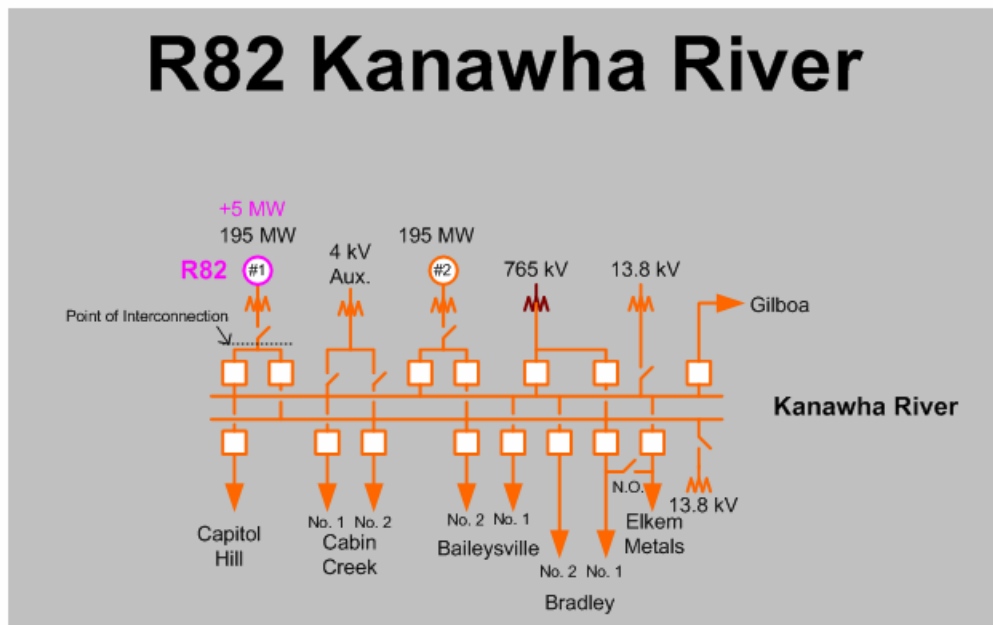 R82 Kanawha River
+5 MW
195 MW
R82
#1
Point of Interconnection
4 kV
Aux.
195 MW
#2
765 kV
13.8 kV
Gilboa
Kanawha River
N.O.
13.8 kV
Capitol
Hill
No. 1
No. 2
Cabin
Creek
No. 2
No. 1
Baileysville
Elkem
Metals
No. 2
No. 1
Bradley